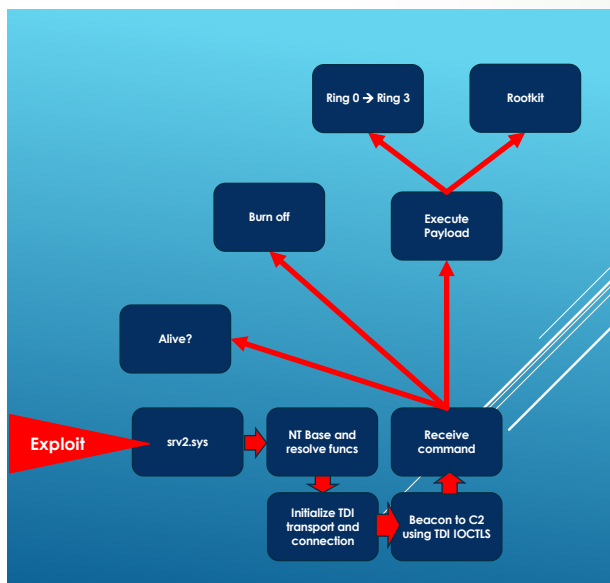 Ring 0 → Ring 3
Rootkit
Burn off
Execute
Payload
Alive?
Exploit
srv2.sys
NT Base and
resolve funcs
Receive
command
Initialize TDI
transport and
connection
Beacon to C2
using TDI IOCTLS